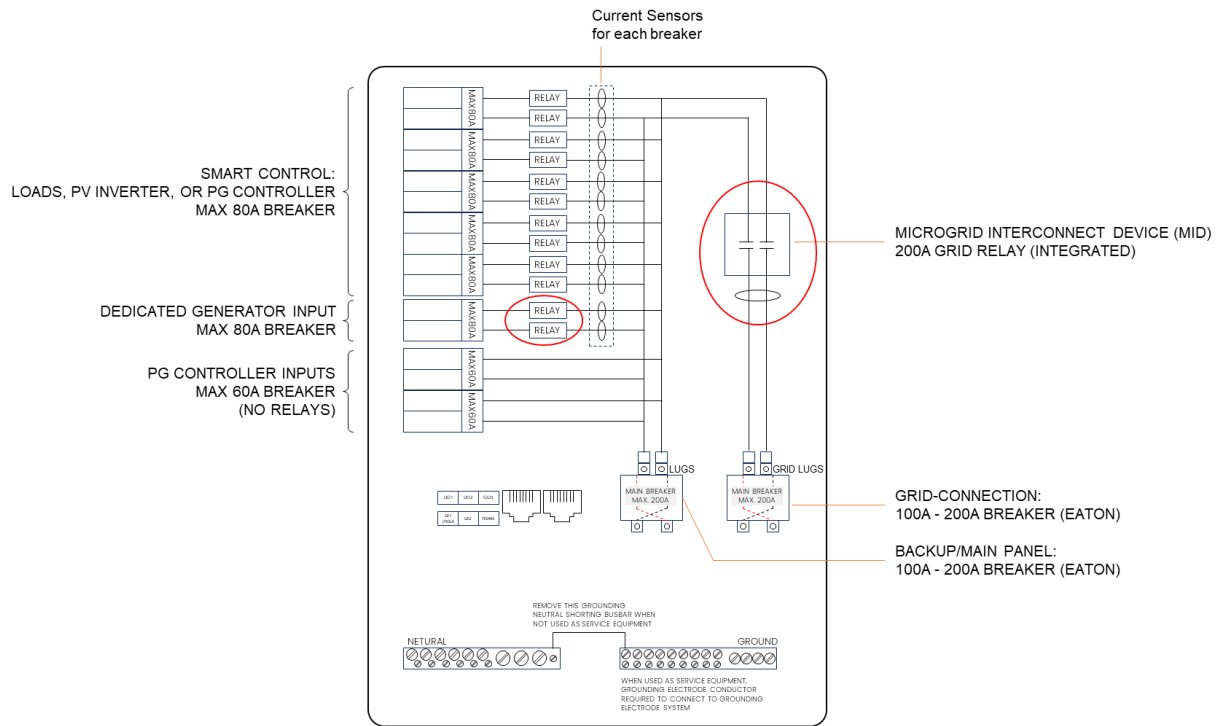 Current Sensors
for each breaker
SMART CONTROL:
LOADS, PV INVERTER, OR PG CONTROLLER
MAX 80A BREAKER
DEDICATED GENERATOR INPUT
MAX 80A BREAKER
PG CONTROLLER INPUTS
MAX 60A BREAKER
(NO RELAYS)
MAX80A
MAX80A
MAX80A
MAX80A
MAX80A
MAX80A
MAX60A
MAX60A
RELAY
RELAY
RELAY
RELAY
RELAY
RELAY
RELAY
RELAY
RELAY
RELAY
RELAY
RELAY
MICROGRID INTERCONNECT DEVICE (MID)
200A GRID RELAY (INTEGRATED)
LUGS
GRID LUGS
MAIN BREAKER
MAX. 200A
MAIN BREAKER
MAX. 200A
GRID-CONNECTION:
100A - 200A BREAKER (EATON)
BACKUP/MAIN PANEL:
100A - 200A BREAKER (EATON)
REMOVE THIS GROUNDING
NEUTRAL SHORTING BUSBAR WHEN
NOT USED AS SERVICE EQUIPMENT
NETURAL
GROUND
WHEN USED AS SERVICE EQUIPMENT,
GROUNDING ELECTRODE CONDUCTOR
REQUIRED TO CONNECT TO GROUNDING
ELECTRODE SYSTEM